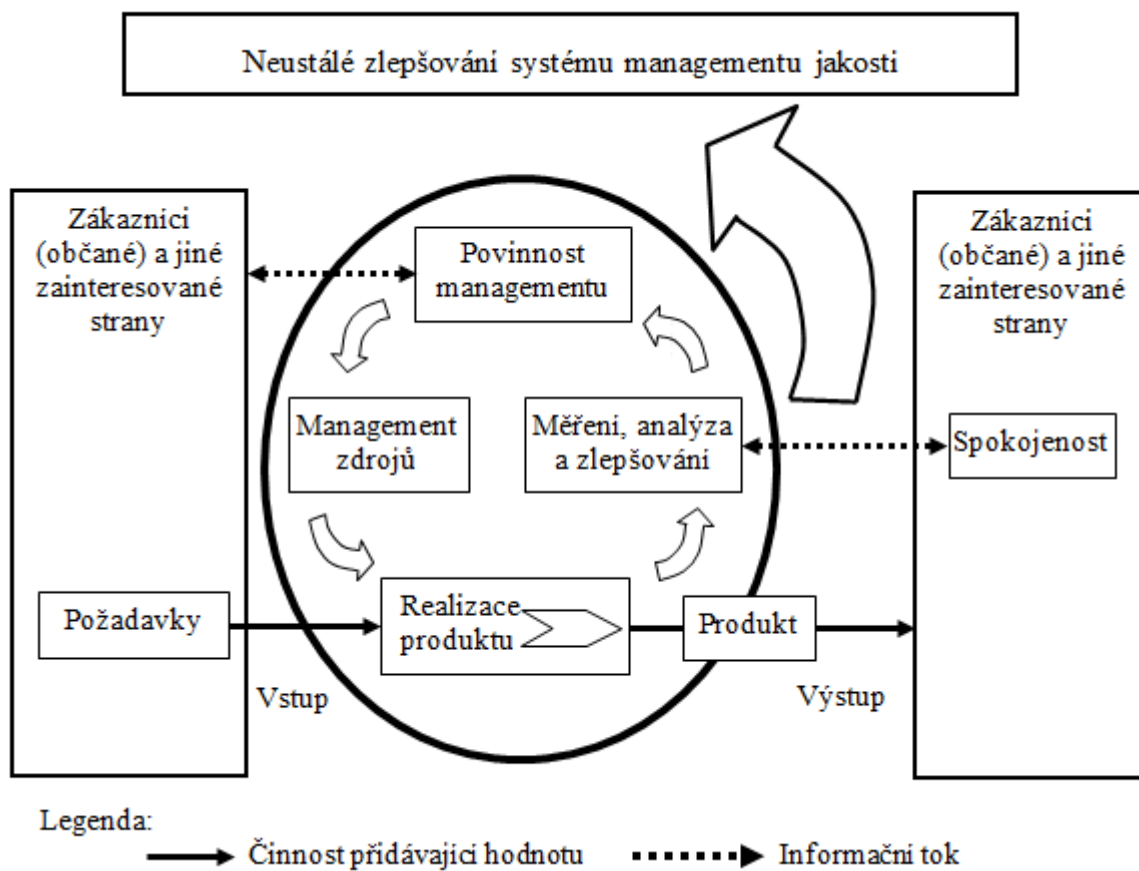 Neustálé zlepšování systému managementu jakosti
Zákazníci
(občané) a jiné
zainteresované
strany
Povinnost
managementu
Zákazníci
(občané) a jiné
zainteresované
strany
Management
zdrojů
Měření, analýza
a zlepšování
Spokojenost
Požadavky
Realizace
produktu
Produkt
Vstup
Výstup
Legenda:
Činnost přidávající hodnotu
Informační tok